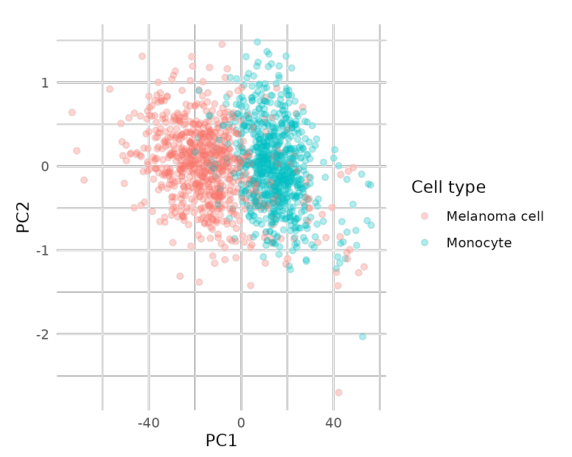 1
0
-1
-2
PC2
-40
0
40
PC1
Cell type
Melanoma cell
Monocyte